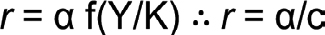 r = α f(Y/K) ∴ r = α/c